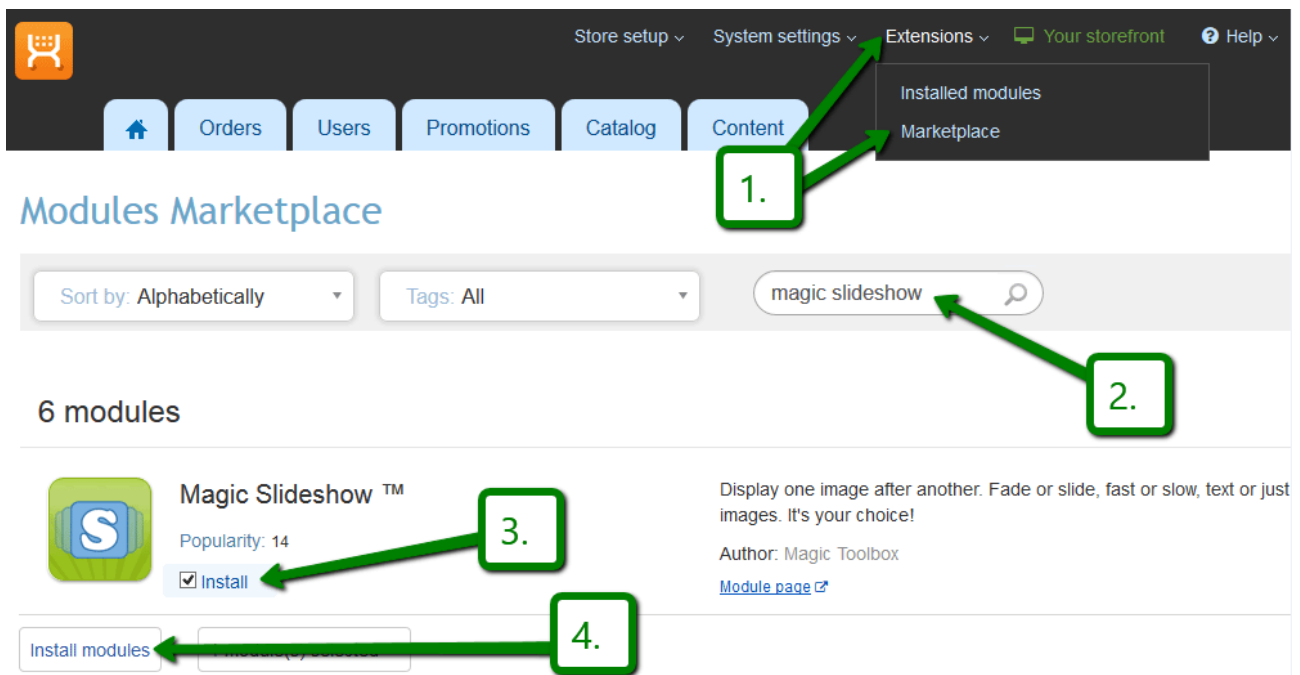 Store setup
System settings
Extensions
Your storefront
? Help
Installed modules
Marketplace
Orders
Users
Promotions
Catalog
Content
1.
Modules Marketplace
Sort by: Alphabetically
Tags: All
magic slideshow
2.
6 modules
S
Magic Slideshow ™
Popularity: 14
Install
3.
Display one image after another. Fade or slide, fast or slow, text or just
images. It's your choice!
Author: Magic Toolbox
Module page
Install modules
4.